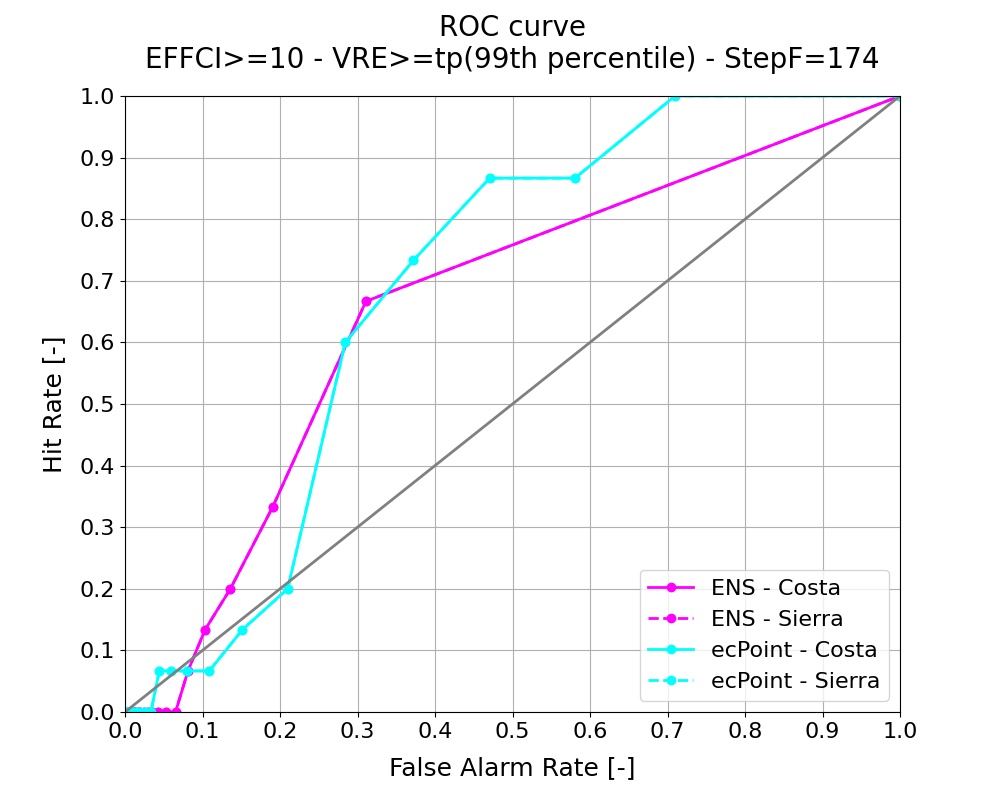 ROC curve
EFFCI>=10 - VRE>=tp(99th percentile) - StepF=174
1.0
0.9
0.8
0.7
0.6
0.5
0.4
0.3
0.2
0.1
0.0
Hit Rate [-]
ENS - Costa
ENS - Sierra
ecPoint - Costa
ecPoint - Sierra
0.0 0.1 0.2 0.3 0.4 0.5 0.6 0.7 0.8 0.9 1.0
False Alarm Rate [-]